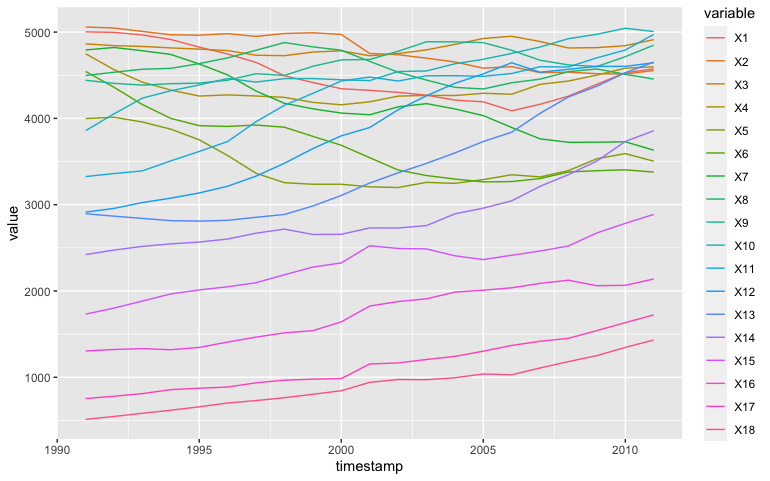 variable
5000
4000
3000
2000
1000
value
1990
1995
2000
2005
2010
timestamp
X1
X2
X3
X4
X5
X6
X7
X8
X9
X10
X11
X12
X13
X14
X15
X16
X17
X18